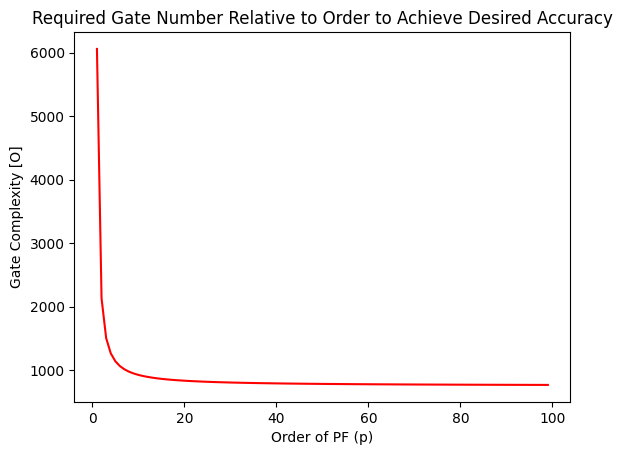 Required Gate Number Relative to Order to Achieve Desired Accuracy
6000
5000
4000
3000
2000
1000
Gate Complexity [O]
0 20 40 60 80 100
Order of PF (p)